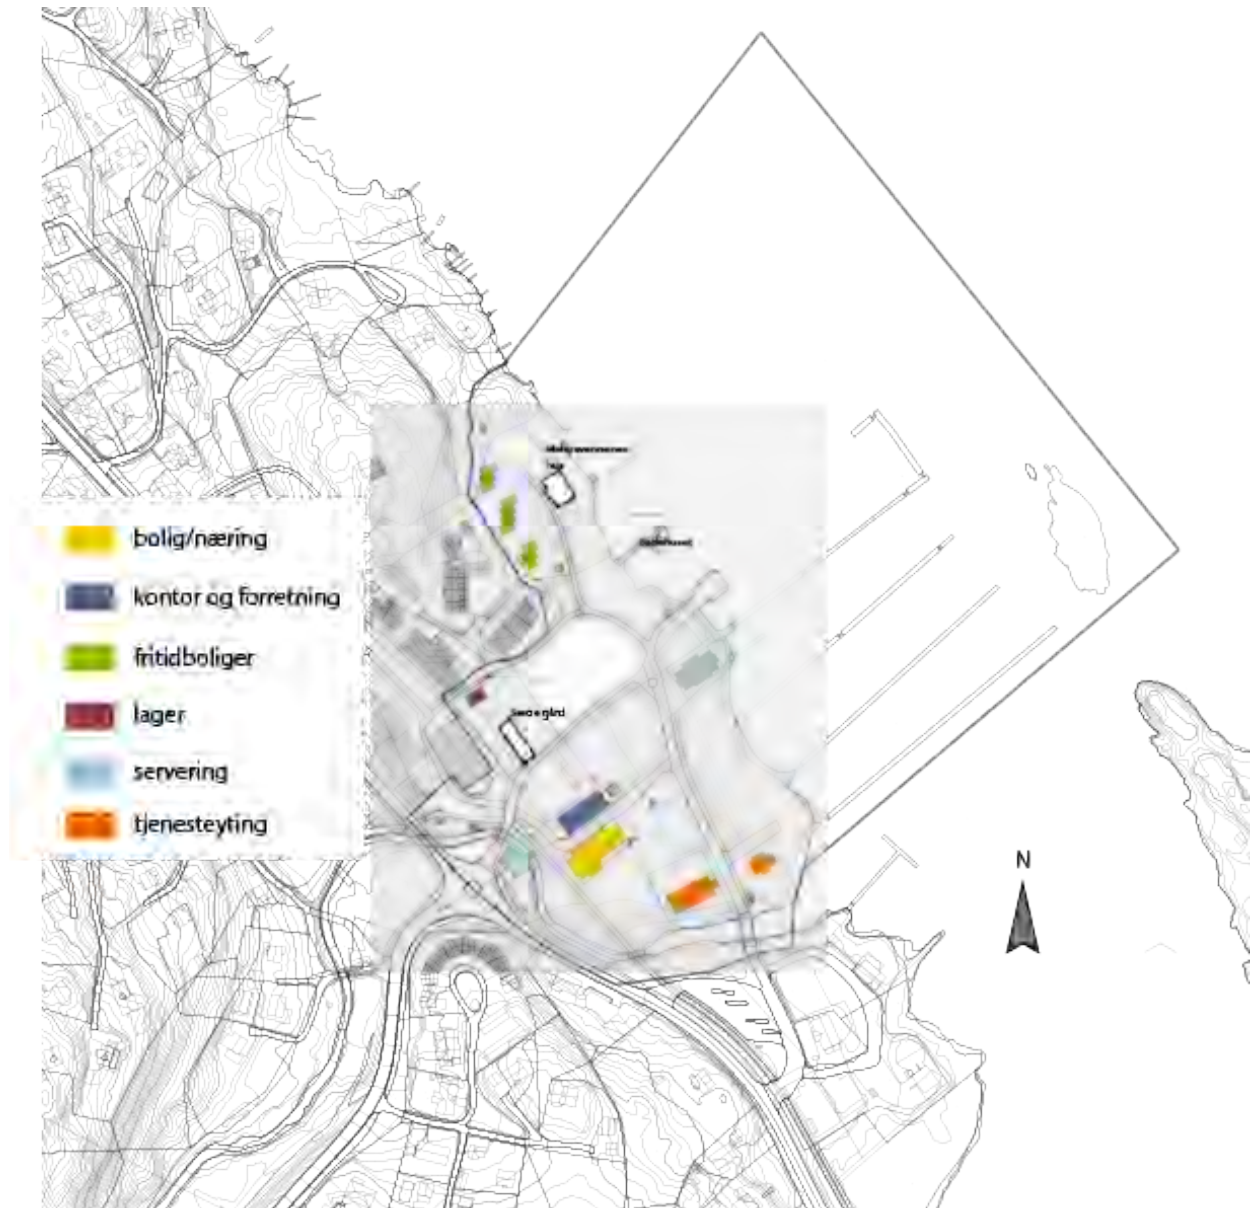 bolig/næring
kontor og forretning
fritidboliger
lager
servering
tjenesteyting
N